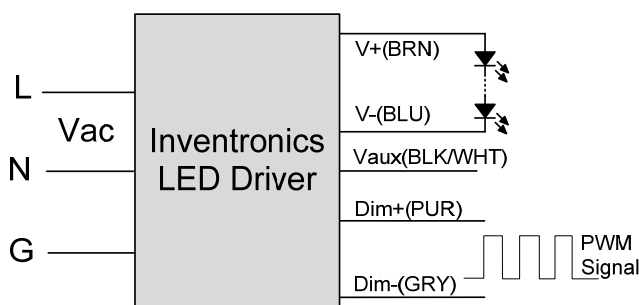 L
Vac
N
G
Inventronics
LED Driver
V+(BRN)
V-(BLU)
Vaux(BLK/WHT)
Dim+(PUR)
Dim-(GRY)
PWM
Signal